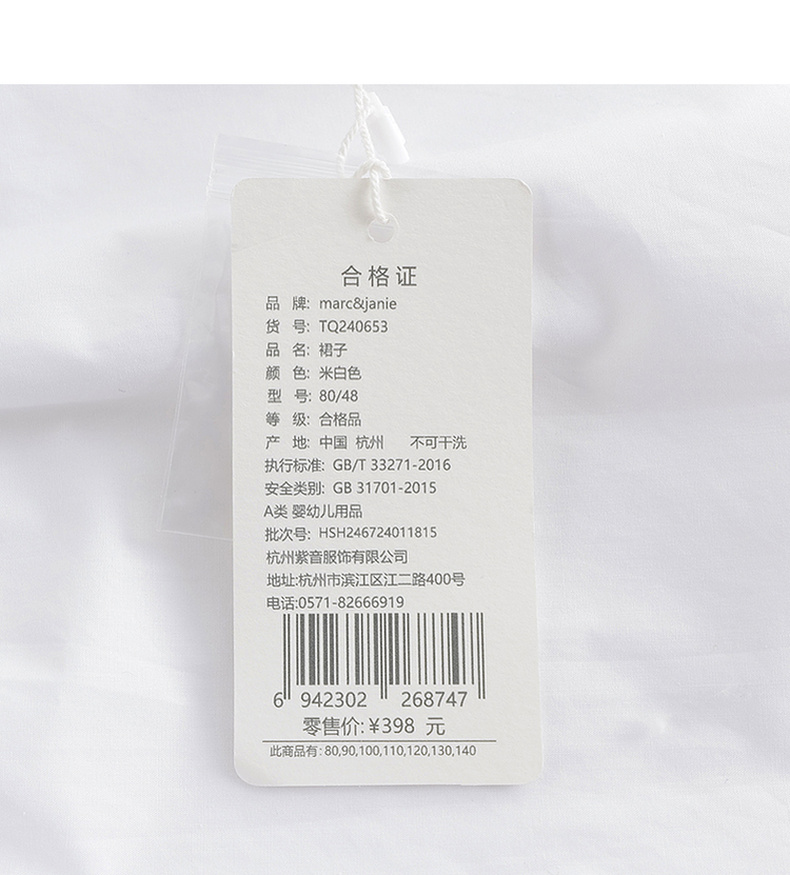 合格证
品 牌: marc&janie
货 号: TQ240653
品 名: 裙子
颜 色: 米白色
型 号: 80/48
等 级: 合格品
产 地: 中国 杭州 不可干洗
执行标准: GB/T 33271-2016
安全类别: GB 31701-2015
A类 婴幼儿用品
批次号: HSH246724011815
杭州紫音服饰有限公司
地址:杭州市滨江区江二路400号
电话:0571-82666919
6 942302 268747
零售价:¥398 元
此商品有: 80,90,100,110,120,130,140